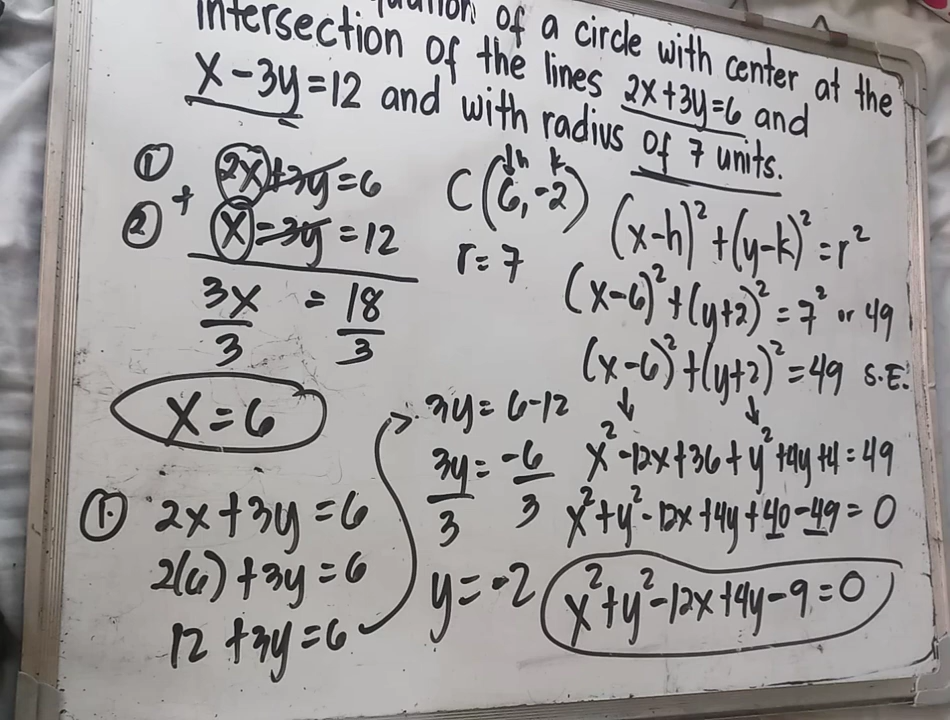 of a circle with center at the
intersection of the lines 2x+3y=6 and
x-3y=12 and with radius of 7 units.
① 2x+3y=6
+
② x-3y=12
3x = 18
3 3
x=6
①. 2x+3y=6
2(6)+3y=6
12+3y=6
3y=6-12
3y=-6
3 3
y=-2
h k
C(6,-2)
r=7
(x-h)²+(y-k)²=r²
(x-6)²+(y+2)²=7² or 49
(x-6)²+(y+2)²=49 S.E.
x²-12x+36+y²+4y+4=49
x²+y²-12x+4y+40-49=0
x²+y²-12x+4y-9=0